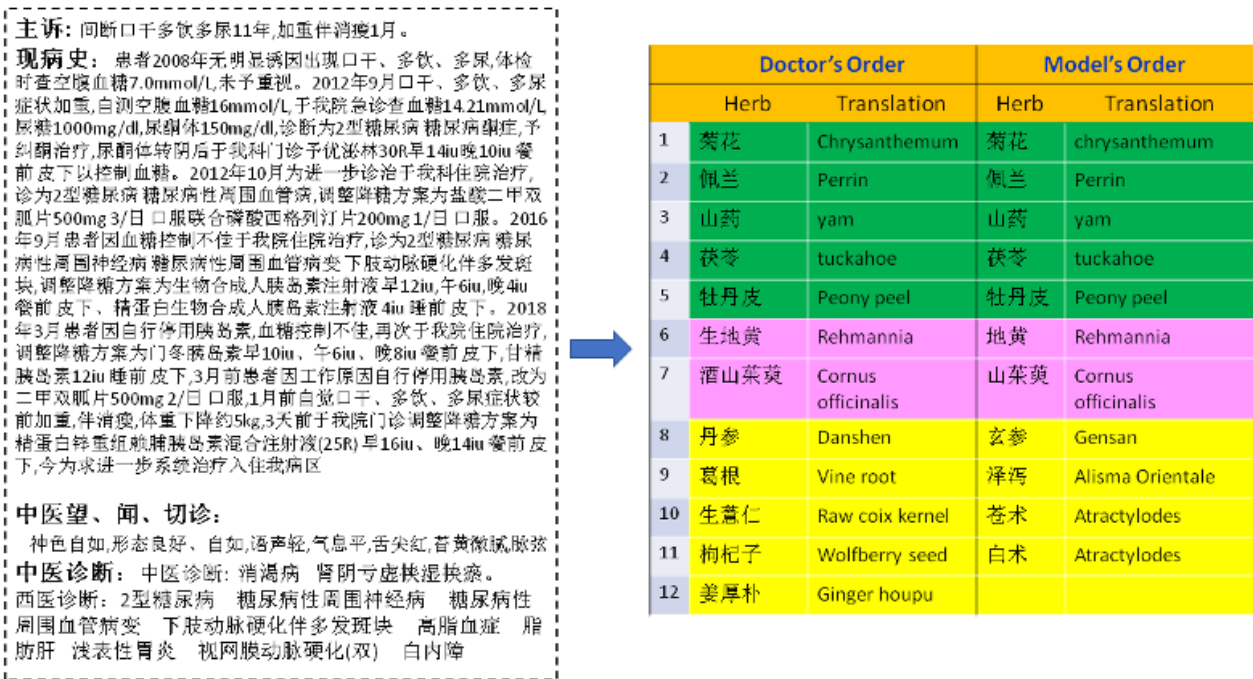 主诉: 间断口干多饮多尿11年,加重伴消瘦1月。
现病史: 患者2008年无明显诱因出现口干、多饮、多尿,体检
时查空腹血糖7.0mmol/L,未予重视。2012年9月口干、多饮、多尿
症状加重,自测空腹血糖16mmol/L,于我院急诊查血糖14.21mmol/L,
尿糖1000mg/dl,尿酮体150mg/dl,诊断为2型糖尿病 糖尿病酮症,予
纠酮治疗,尿酮体转阴后于我科门诊予优泌林30R早14iu晚10iu 餐
前 皮下以控制血糖。2012年10月为进一步诊治于我科住院治疗,
诊为2型糖尿病 糖尿病性周围血管病,调整降糖方案为盐酸二甲双
胍片500mg 3/日 口服联合磷酸西格列汀片200mg 1/日 口服。2016
年9月患者因血糖控制不佳于我院住院治疗,诊为2型糖尿病 糖尿
病性周围神经病 糖尿病性周围血管病变 下肢动脉硬化伴多发斑
块,调整降糖方案为生物合成人胰岛素注射液 早12iu,午6iu,晚4iu
餐前 皮下、精蛋白生物合成人胰岛素注射液 4iu 睡前 皮下。2018
年3月患者因自行停用胰岛素,血糖控制不佳,再次于我院住院治疗,
调整降糖方案为门冬胰岛素早10iu、午6iu、晚8iu 餐前 皮下,甘精
胰岛素12iu 睡前 皮下,3月前患者因工作原因自行停用胰岛素,改为
二甲双胍片500mg 2/日 口服,1月前自觉口干、多饮、多尿症状较
前加重,伴消瘦,体重下降约5kg,3天前于我院门诊调整降糖方案为
精蛋白锌重组赖脯胰岛素混合注射液(25R) 早16iu、晚14iu 餐前 皮
下,今为求进一步系统治疗入住我病区
中医望、闻、切诊:
神色自如,形态良好、自如,语声轻,气息平,舌尖红,苔黄微腻,脉弦
中医诊断: 中医诊断: 消渴病 肾阴亏虚挟湿挟瘀。
西医诊断: 2型糖尿病 糖尿病性周围神经病 糖尿病性
周围血管病变 下肢动脉硬化伴多发斑块 高脂血症 脂
肪肝 浅表性胃炎 视网膜动脉硬化(双) 白内障
Doctor's Order Model's Order
Herb Translation Herb Translation
1 菊花 Chrysanthemum 菊花 chrysanthemum
2 佩兰 Perrin 佩兰 Perrin
3 山药 yam 山药 yam
4 茯苓 tuckahoe 茯苓 tuckahoe
5 牡丹皮 Peony peel 牡丹皮 Peony peel
6 生地黄 Rehmannia 地黄 Rehmannia
7 酒山茱萸 Cornus officinalis 山茱萸 Cornus officinalis
8 丹参 Danshen 玄参 Gensan
9 葛根 Vine root 泽泻 Alisma Orientale
10 生薏仁 Raw coix kernel 苍术 Atractylodes
11 枸杞子 Wolfberry seed 白术 Atractylodes
12 姜厚朴 Ginger houpu